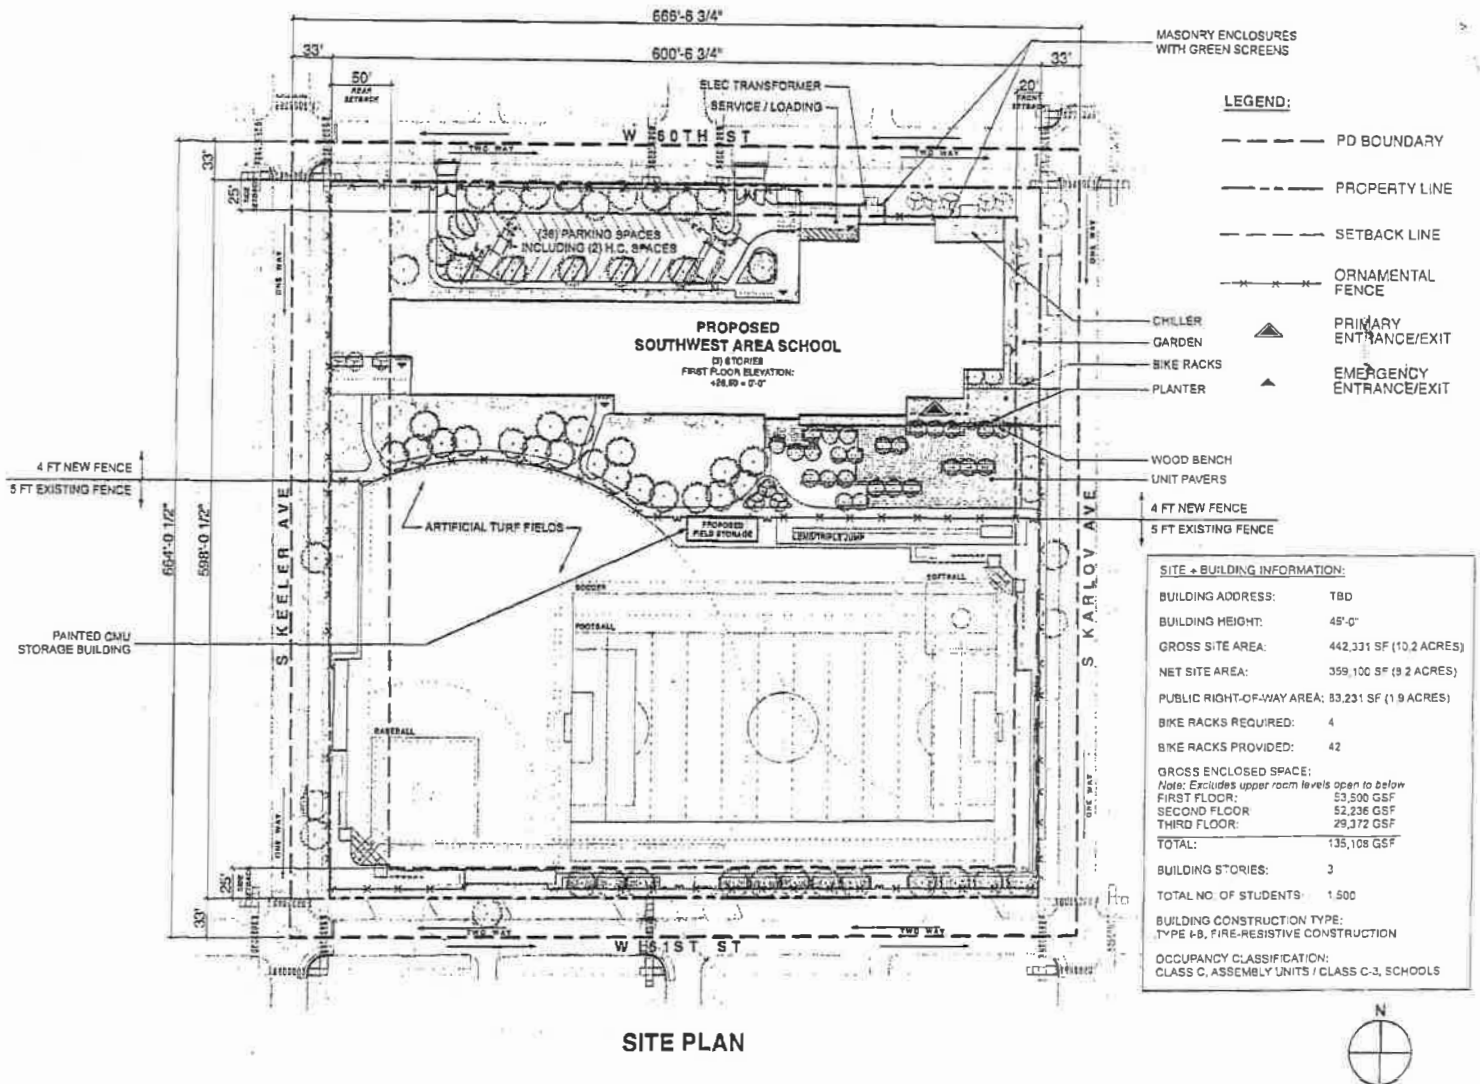 666'-6 3/4"
33'
600'-6 3/4"
33'
50'
REAR
SETBACK
20'
FRONT
SETBACK
ELEC TRANSFORMER
SERVICE / LOADING
MASONRY ENCLOSURES
WITH GREEN SCREENS
W 60TH ST
TWO WAY
TWO WAY
33'
25'
SIDE
SETBACK
ONE WAY
ONE WAY
(36) PARKING SPACES
INCLUDING (2) H.C. SPACES
PROPOSED
SOUTHWEST AREA SCHOOL
(3) STORIES
FIRST FLOOR ELEVATION:
CHILLER
GARDEN
BIKE RACKS
PLANTER
WOOD BENCH
UNIT PAVERS
4 FT NEW FENCE
5 FT EXISTING FENCE
4 FT NEW FENCE
5 FT EXISTING FENCE
ARTIFICIAL TURF FIELDS
PROPOSED
FIELD STORAGE
LONG/TRIPLE JUMP
664'-0 1/2"
598'-0 1/2"
S KEELER AVE
S KARLOV AVE
PAINTED CMU
STORAGE BUILDING
SOCCER
SOFTBALL
FOOTBALL
BASEBALL
ONE WAY
ONE WAY
25'
SIDE
SETBACK
33'
TWO WAY
TWO WAY
W 61ST ST
SITE PLAN
LEGEND:
PD BOUNDARY
PROPERTY LINE
SETBACK LINE
ORNAMENTAL
FENCE
PRIMARY
ENTRANCE/EXIT
EMERGENCY
ENTRANCE/EXIT
SITE + BUILDING INFORMATION:
BUILDING ADDRESS: TBD
BUILDING HEIGHT: 45'-0"
GROSS SITE AREA: 442,331 SF (10.2 ACRES)
NET SITE AREA: 359,100 SF (8.2 ACRES)
PUBLIC RIGHT-OF-WAY AREA: 83,231 SF (1.9 ACRES)
BIKE RACKS REQUIRED: 4
BIKE RACKS PROVIDED: 42
GROSS ENCLOSED SPACE:
Note: Excludes upper room levels open to below
FIRST FLOOR: 53,500 GSF
SECOND FLOOR 52,236 GSF
THIRD FLOOR: 29,372 GSF
TOTAL: 135,108 GSF
BUILDING STORIES: 3
TOTAL NO. OF STUDENTS 1,500
BUILDING CONSTRUCTION TYPE:
TYPE I-B, FIRE-RESISTIVE CONSTRUCTION
OCCUPANCY CLASSIFICATION:
CLASS C, ASSEMBLY UNITS / CLASS C-3, SCHOOLS
N